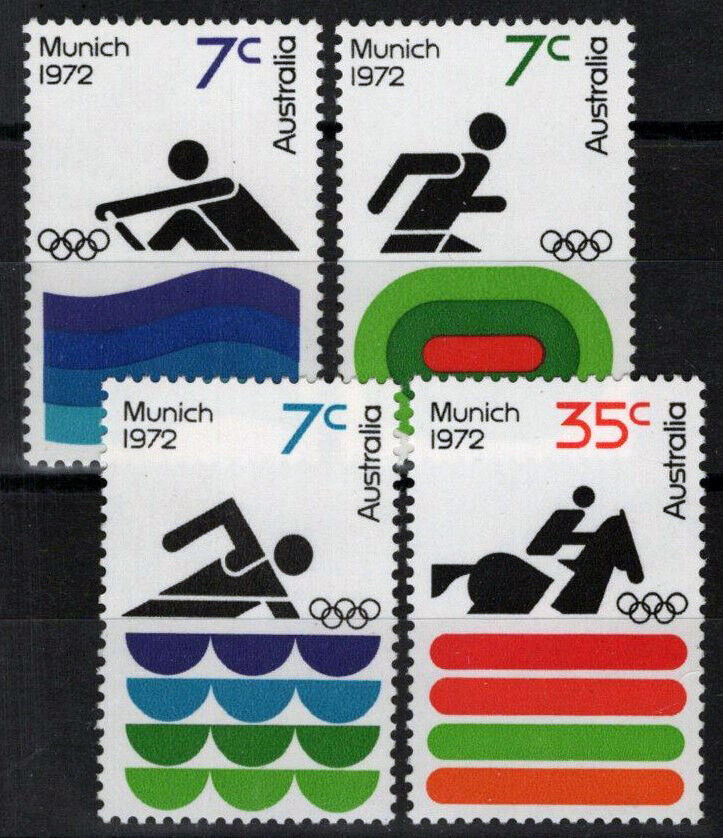 Munich
1972
7c
Australia
Munich
1972
7c
Australia
Munich
1972
7c
Australia
Munich
1972
35c
Australia